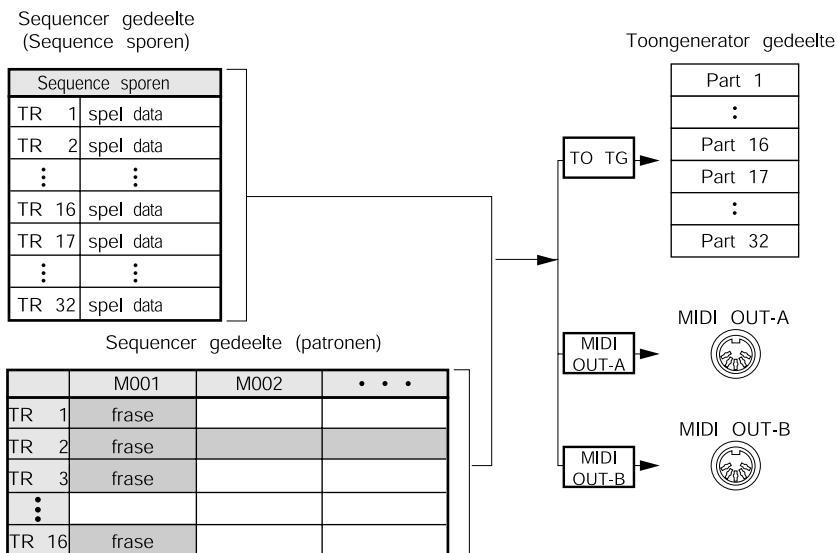 Sequencer gedeelte
(Sequence sporen)
Sequence sporen
TR 1 spel data
TR 2 spel data
TR 16 spel data
TR 17 spel data
TR 32 spel data
Toongenerator gedeelte
Part 1
Part 16
Part 17
Part 32
TO TG
MIDI
OUT-A
MIDI OUT-A
MIDI
OUT-B
MIDI OUT-B
Sequencer gedeelte (patronen)
M001 M002 • • •
TR 1 frase
TR 2 frase
TR 3 frase
TR 16 frase